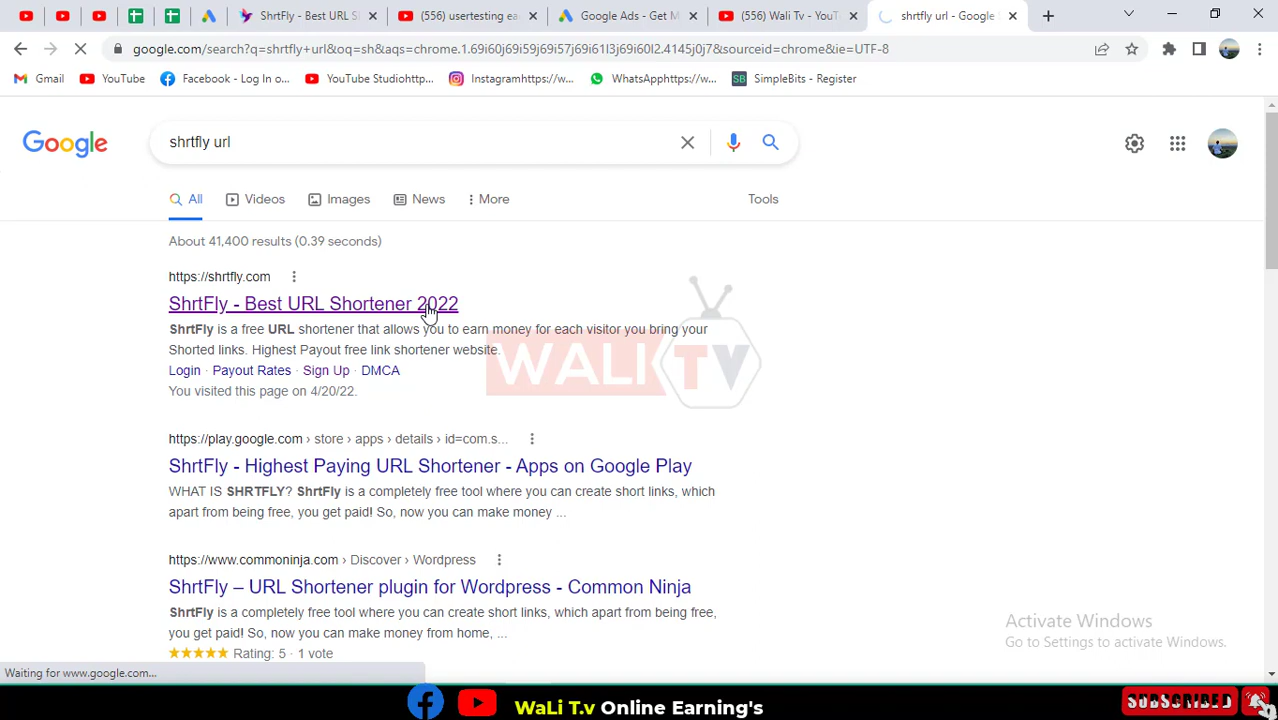 ShrtFly - Best URL S
(556) usertesting ea
Google Ads - Get M
(556) Wali Tv - YouT
shrtfly url - Google S
google.com/search?q=shrtfly+url&oq=sh&aqs=chrome.1.69i60j69i59j69i57j69i61l3j69i60l2.4145j0j7&sourceid=chrome&ie=UTF-8
Gmail
YouTube
Facebook - Log In o...
YouTube Studiohttp...
Instagramhttps://w...
WhatsApphttps://w...
SB
SimpleBits - Register
Google
shrtfly url
All
Videos
Images
News
More
Tools
About 41,400 results (0.39 seconds)
https://shrtfly.com
ShrtFly - Best URL Shortener 2022
ShrtFly is a free URL shortener that allows you to earn money for each visitor you bring your
Shorted links. Highest Payout free link shortener website.
Login · Payout Rates · Sign Up · DMCA
You visited this page on 4/20/22.
WALI TV
https://play.google.com › store › apps › details › id=com.s...
ShrtFly - Highest Paying URL Shortener - Apps on Google Play
WHAT IS SHRTFLY? ShrtFly is a completely free tool where you can create short links, which
apart from being free, you get paid! So, now you can make money ...
https://www.commoninja.com › Discover › Wordpress
ShrtFly – URL Shortener plugin for Wordpress - Common Ninja
ShrtFly is a completely free tool where you can create short links, which apart from being free,
you get paid! So, now you can make money from home, ...
Rating: 5 · 1 vote
Activate Windows
Go to Settings to activate Windows.
Waiting for www.google.com...
WaLi T.v Online Earning's
SUBSCRIBED